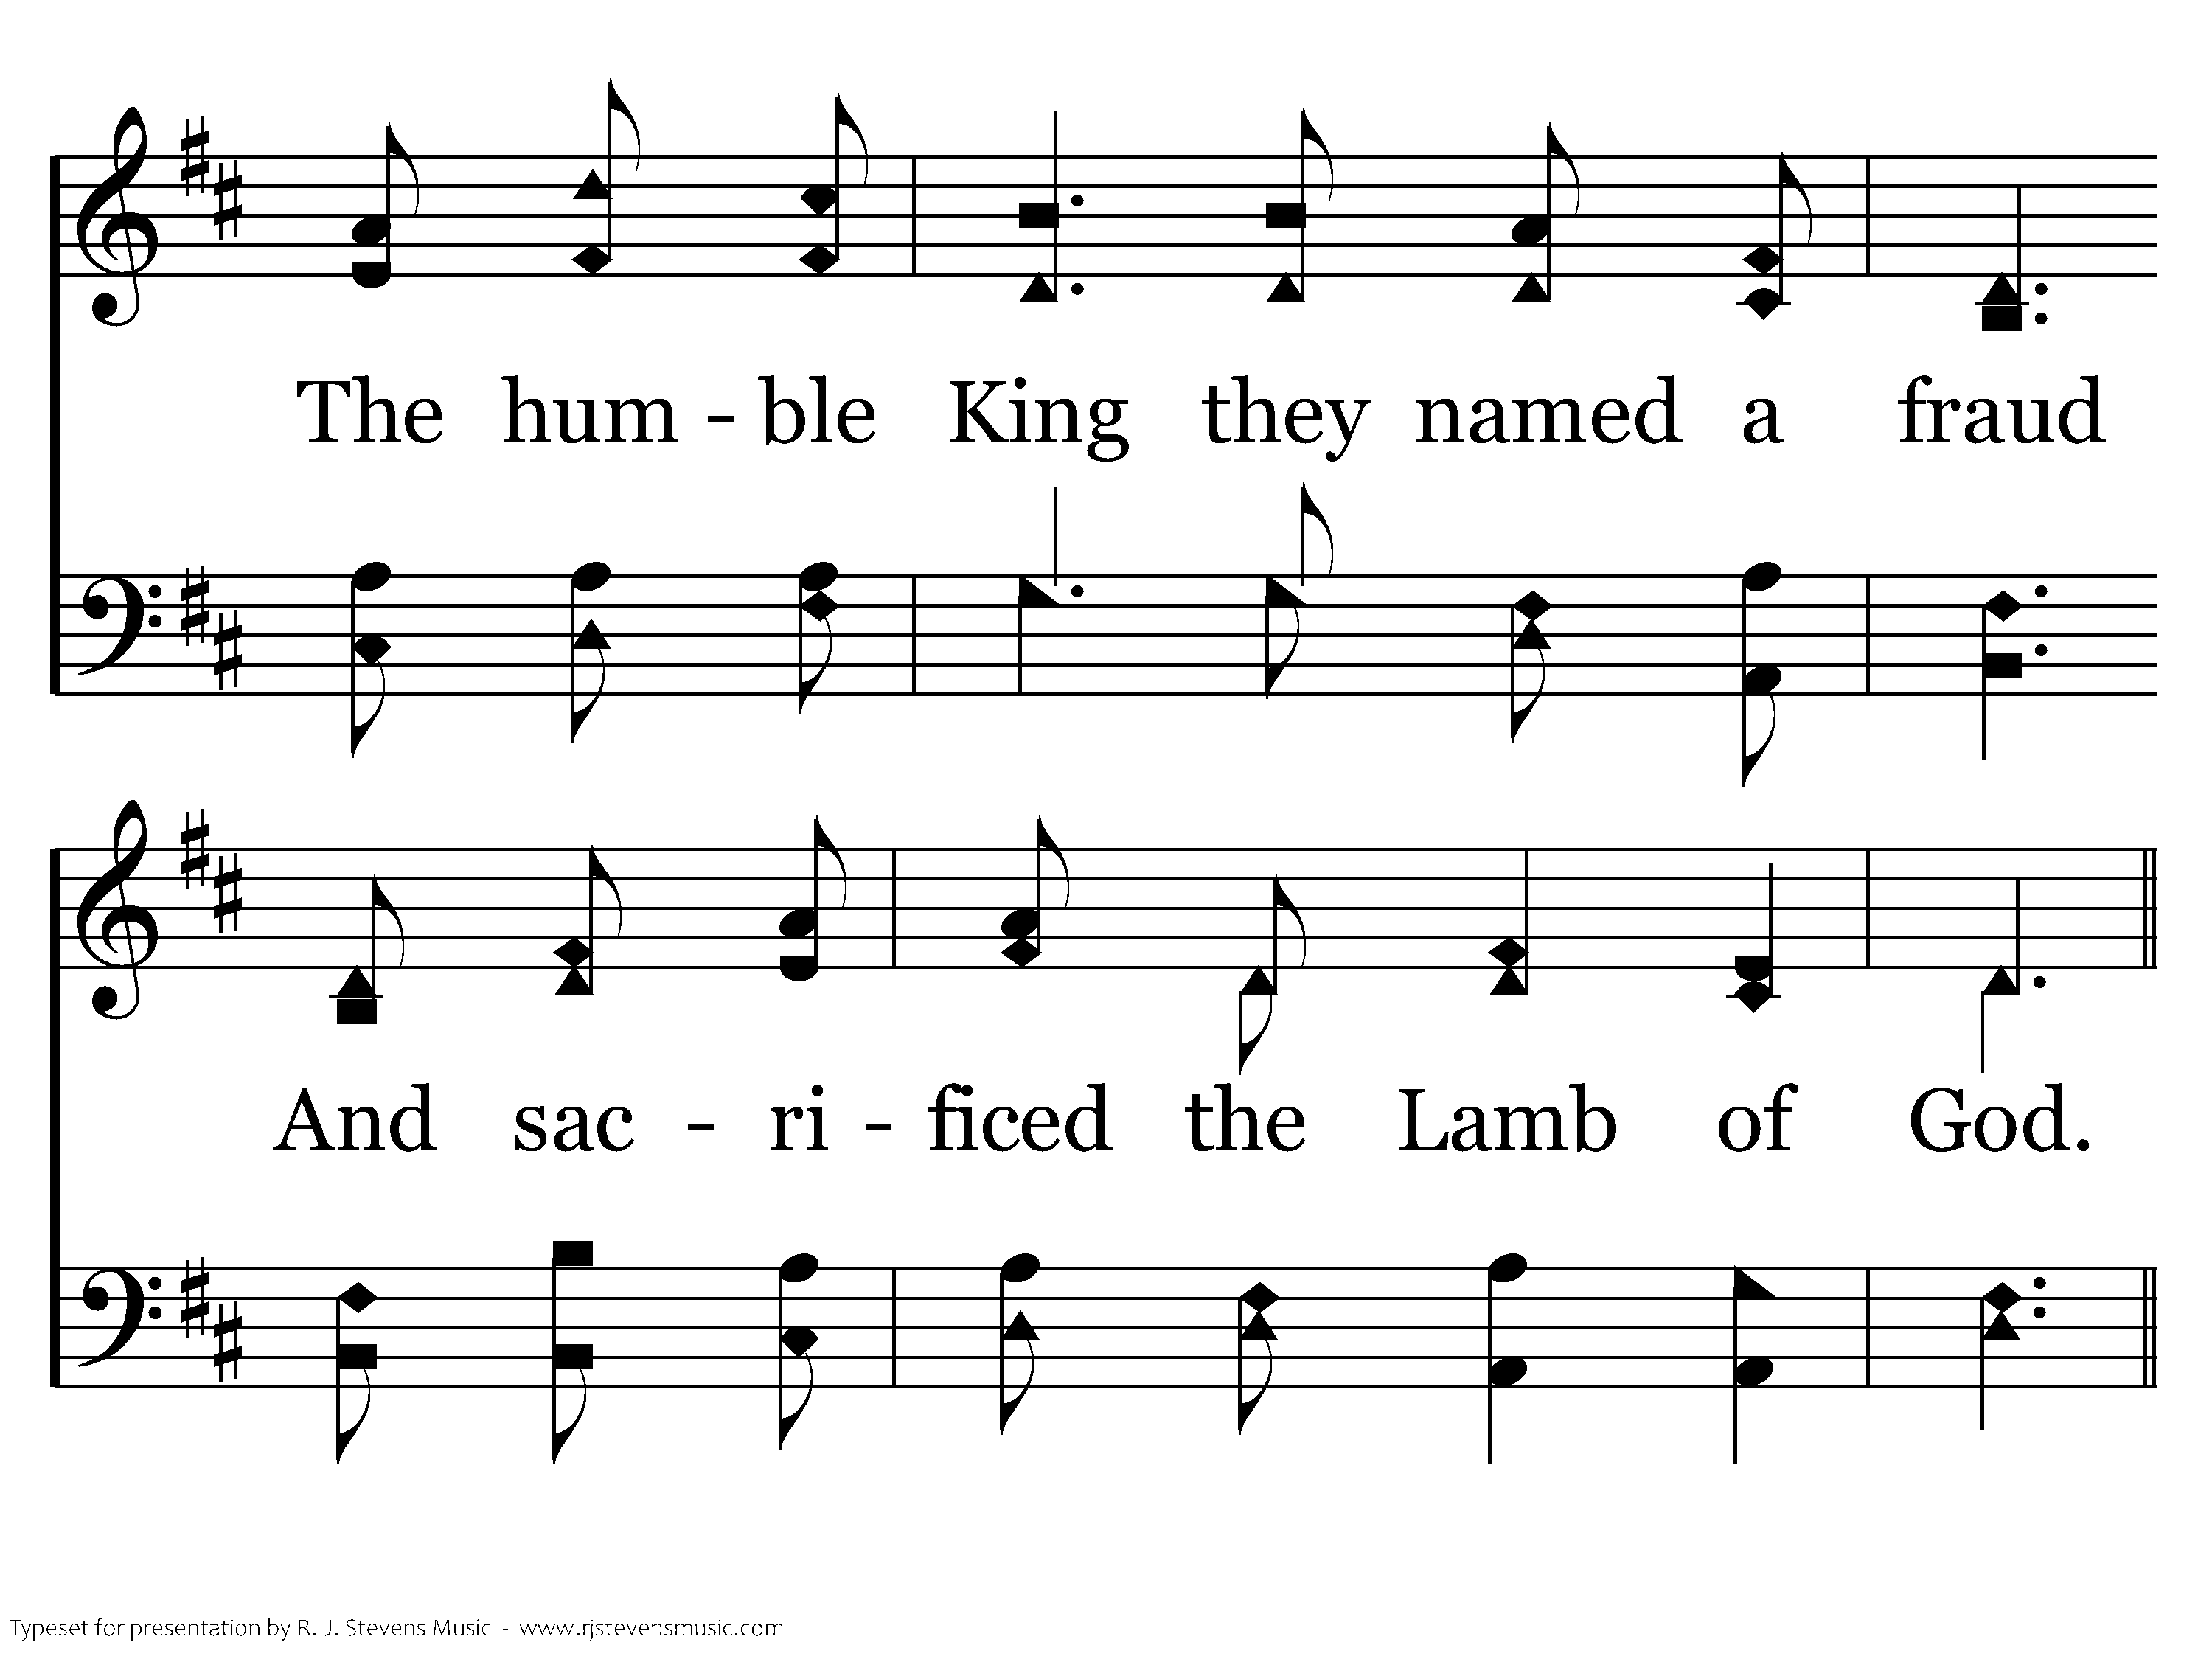 The hum - ble King they named a fraud
And sac - ri - ficed the Lamb of God.
Typeset for presentation by R. J. Stevens Music - www.rjstevensmusic.com